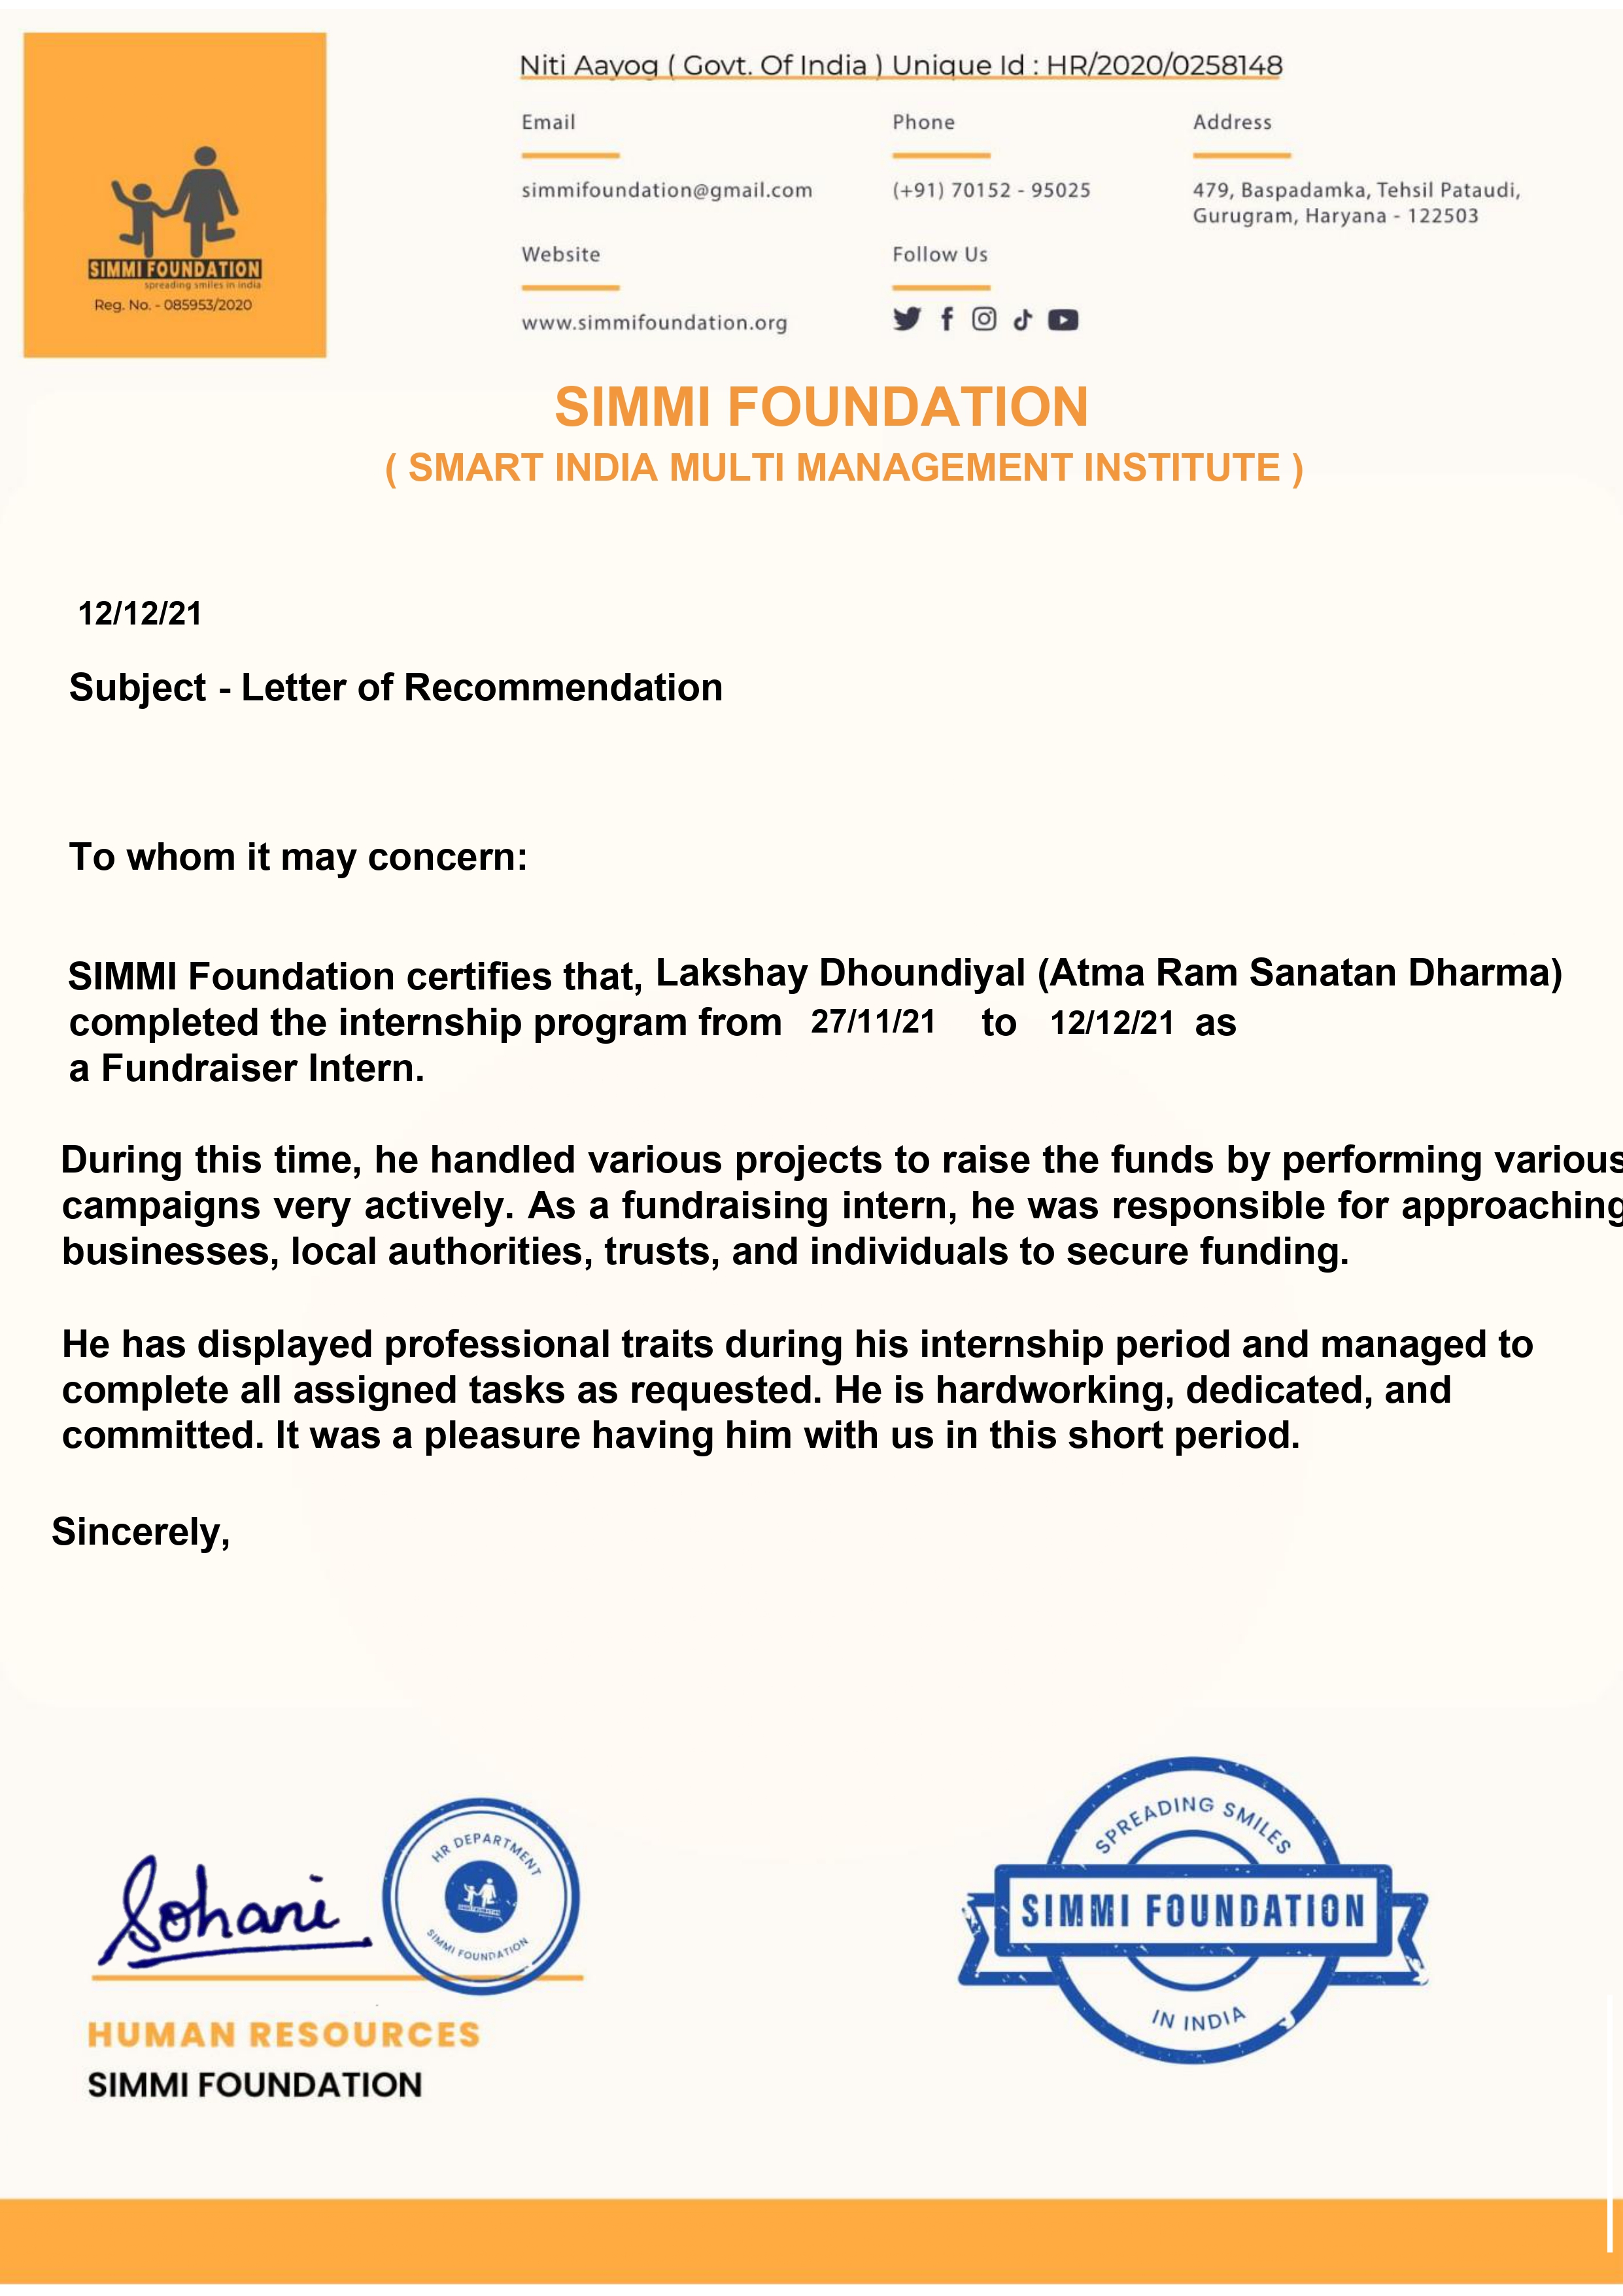 Niti Aayog ( Govt. Of India ) Unique Id : HR/2020/0258148
Email
simmifoundation@gmail.com
Phone
(+91) 70152 - 95025
Address
479, Baspadamka, Tehsil Pataudi,
Gurugram, Haryana - 122503
Website
www.simmifoundation.org
Follow Us
SIMMI FOUNDATION
spreading smiles in india
Reg. No. - 085953/2020
SIMMI FOUNDATION
( SMART INDIA MULTI MANAGEMENT INSTITUTE )
12/12/21
Subject - Letter of Recommendation
To whom it may concern:
SIMMI Foundation certifies that, Lakshay Dhoundiyal (Atma Ram Sanatan Dharma)
completed the internship program from 27/11/21 to 12/12/21 as
a Fundraiser Intern.
During this time, he handled various projects to raise the funds by performing various
campaigns very actively. As a fundraising intern, he was responsible for approaching
businesses, local authorities, trusts, and individuals to secure funding.
He has displayed professional traits during his internship period and managed to
complete all assigned tasks as requested. He is hardworking, dedicated, and
committed. It was a pleasure having him with us in this short period.
Sincerely,
Sohani
HR DEPARTMENT
SIMMI FOUNDATION
HUMAN RESOURCES
SIMMI FOUNDATION
SPREADING SMILES
SIMMI FOUNDATION
IN INDIA